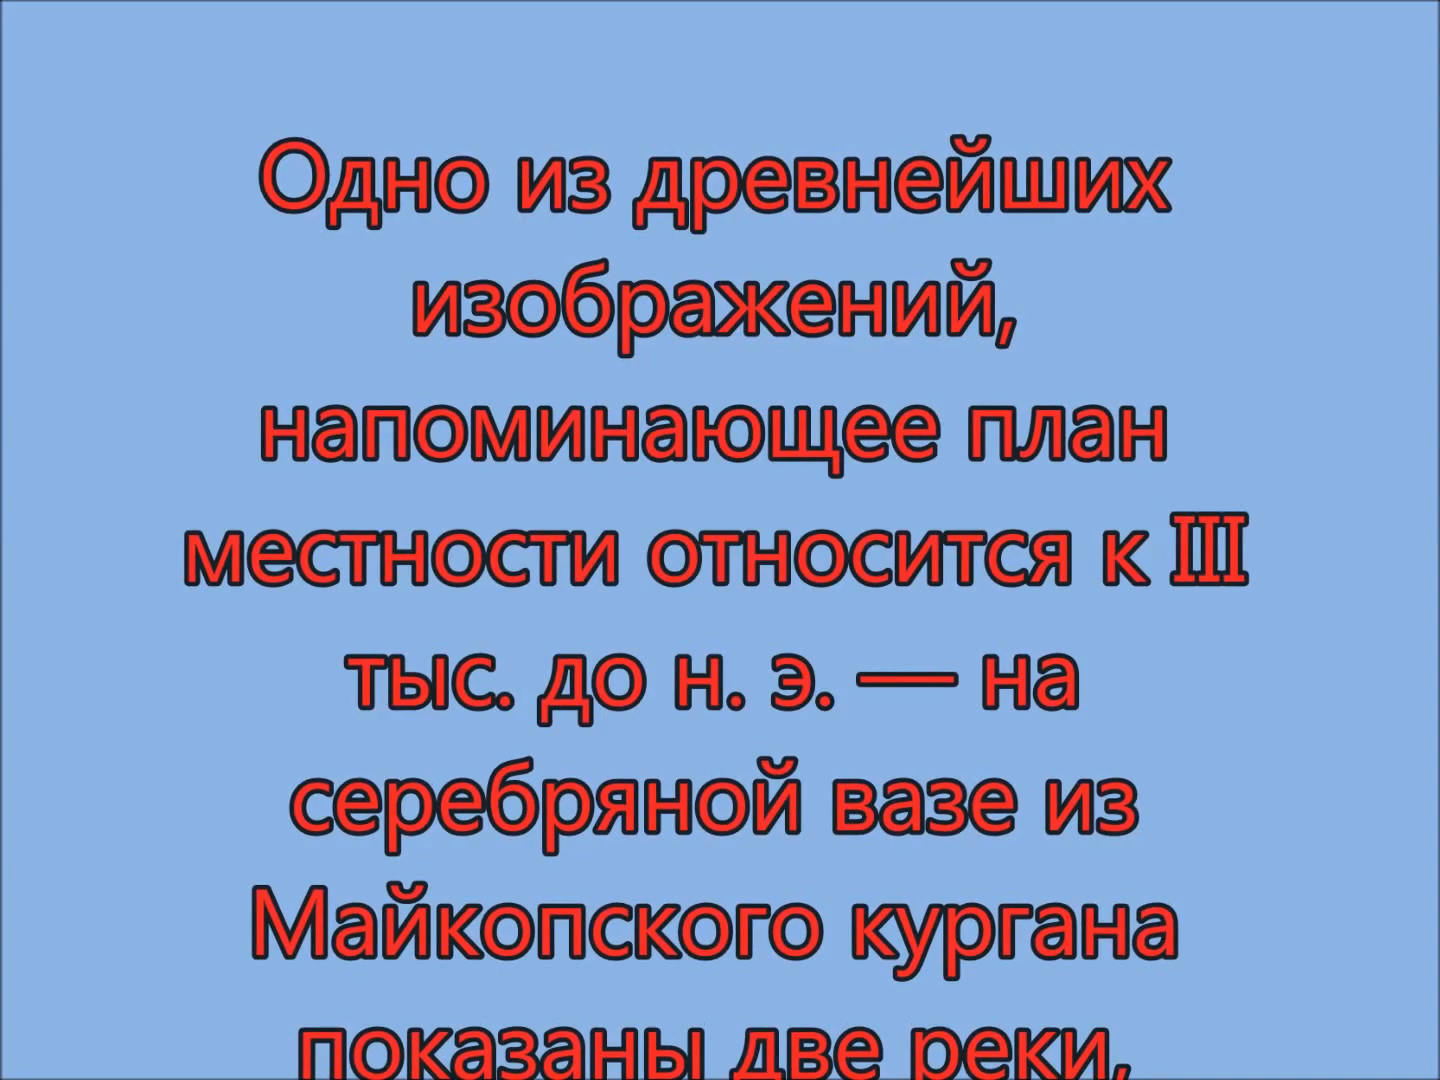 Одно из древнейших
изображений,
напоминающее план
местности относится к III
тыс. до н. э. — на
серебряной вазе из
Майкопского кургана
показаны две реки,